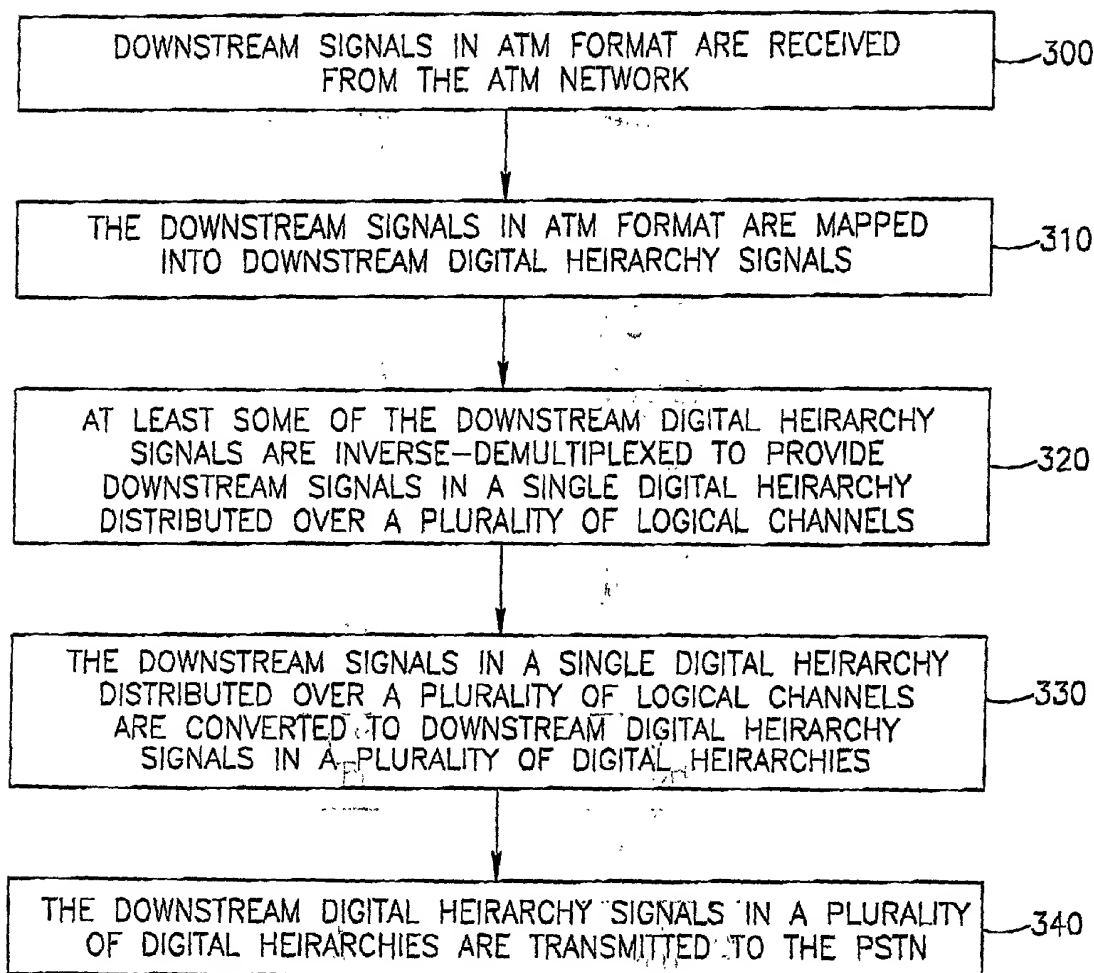 DOWNSTREAM SIGNALS IN ATM FORMAT ARE RECEIVED
FROM THE ATM NETWORK
300
THE DOWNSTREAM SIGNALS IN ATM FORMAT ARE MAPPED
INTO DOWNSTREAM DIGITAL HEIRARCHY SIGNALS
310
AT LEAST SOME OF THE DOWNSTREAM DIGITAL HEIRARCHY
SIGNALS ARE INVERSE-DEMULTIPLEXED TO PROVIDE
DOWNSTREAM SIGNALS IN A SINGLE DIGITAL HEIRARCHY
DISTRIBUTED OVER A PLURALITY OF LOGICAL CHANNELS
320
THE DOWNSTREAM SIGNALS IN A SINGLE DIGITAL HEIRARCHY
DISTRIBUTED OVER A PLURALITY OF LOGICAL CHANNELS
ARE CONVERTED TO DOWNSTREAM DIGITAL HEIRARCHY
SIGNALS IN A PLURALITY OF DIGITAL HEIRARCHIES
330
THE DOWNSTREAM DIGITAL HEIRARCHY SIGNALS IN A PLURALITY
OF DIGITAL HEIRARCHIES ARE TRANSMITTED TO THE PSTN
340